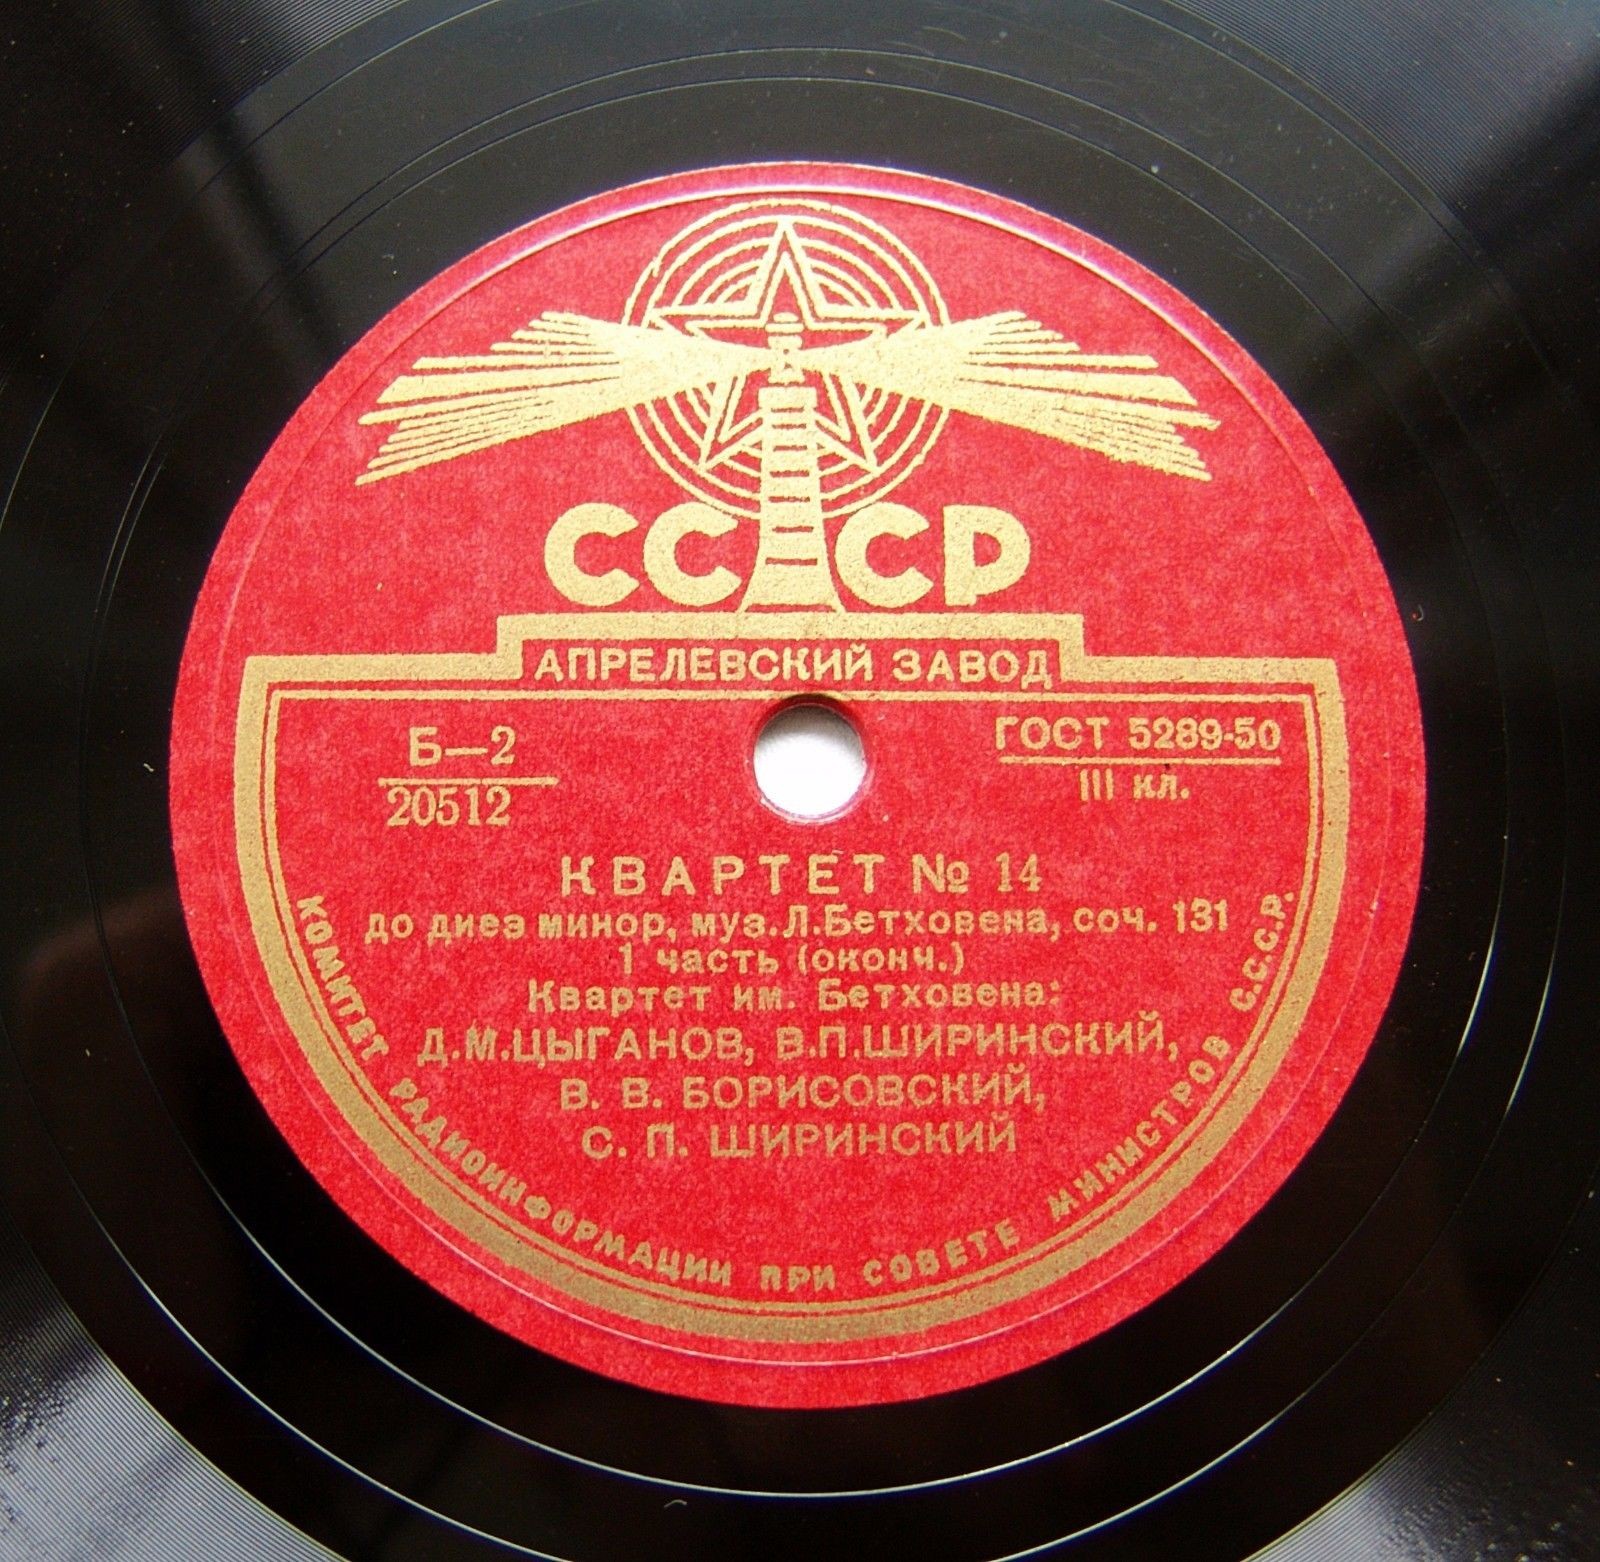 СССР
АПРЕЛЕВСКИЙ ЗАВОД
Б—2
20512
ГОСТ 5289-50
III кл.
КВАРТЕТ № 14
до диез минор, муз. Л. Бетховена, соч. 131
1 часть (оконч.)
Квартет им. Бетховена:
Д.М.ЦЫГАНОВ, В.П.ШИРИНСКИЙ,
В. В. БОРИСОВСКИЙ,
С. П. ШИРИНСКИЙ
КОМИТЕТ РАДИОИНФОРМАЦИИ ПРИ СОВЕТЕ МИНИСТРОВ С.С.С.Р.